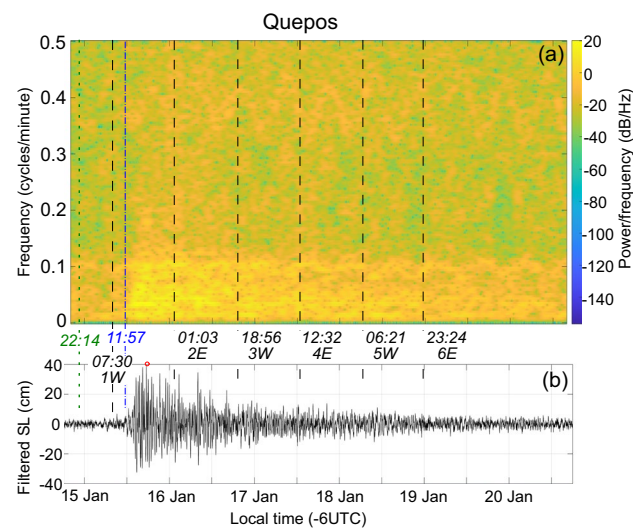 Quepos
(a)
Frequency (cycles/minute)
0.5
0.4
0.3
0.2
0.1
0
20
0
-20
-40
-60
-80
100
120
140
Power/frequency (dB/Hz)
22:14
11:57
01:03
18:56
12:32
06:21
23:24
07:30
2E
3W
4E
5W
6E
1W
(b)
Filtered SL (cm)
40
20
0
-20
-40
15 Jan
16 Jan
17 Jan
18 Jan
19 Jan
20 Jan
Local time (-6UTC)